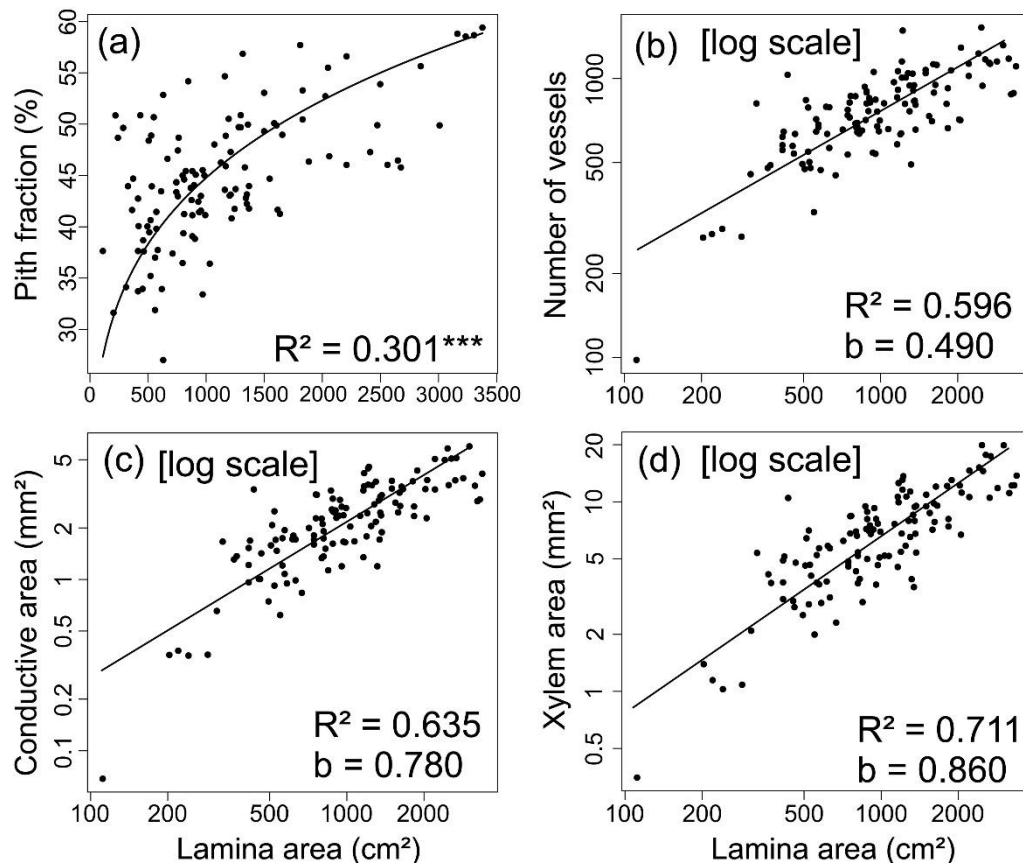 (a)
Pith fraction (%)
60
55
50
45
40
35
30
R² = 0.301***
0 500 1000 1500 2000 2500 3000 3500
(b) [log scale]
Number of vessels
1000
500
200
100
R² = 0.596
b = 0.490
100 200 500 1000 2000
(c) [log scale]
Conductive area (mm²)
5
2
1
0.5
0.2
0.1
R² = 0.635
b = 0.780
100 200 500 1000 2000
Lamina area (cm²)
(d) [log scale]
Xylem area (mm²)
20
10
5
2
1
0.5
R² = 0.711
b = 0.860
100 200 500 1000 2000
Lamina area (cm²)